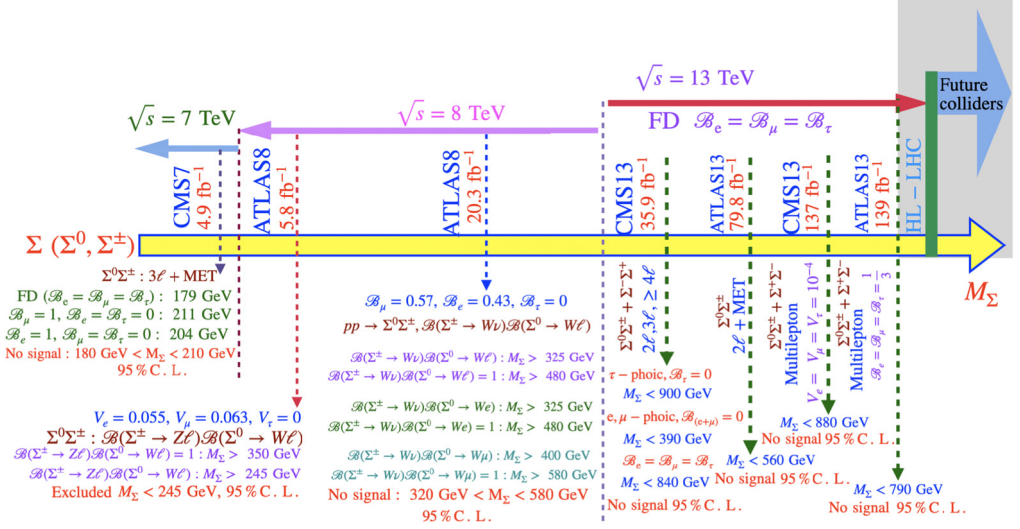 √s = 7 TeV
√s = 8 TeV
√s = 13 TeV
FD ℬe = ℬμ = ℬτ
Future
colliders
HL − LHC
CMS7
4.9 fb⁻¹
ATLAS8
5.8 fb⁻¹
ATLAS8
20.3 fb⁻¹
CMS13
35.9 fb⁻¹
ATLAS13
79.8 fb⁻¹
CMS13
137 fb⁻¹
ATLAS13
139 fb⁻¹
Σ (Σ⁰, Σ±)
MΣ
Σ⁰Σ± : 3ℓ + MET
FD (ℬe = ℬμ = ℬτ) : 179 GeV
ℬμ = 1, ℬe = ℬτ = 0 : 211 GeV
ℬe = 1, ℬμ = ℬτ = 0 : 204 GeV
No signal : 180 GeV < MΣ < 210 GeV
95 % C . L .
Ve = 0.055, Vμ = 0.063, Vτ = 0
Σ⁰Σ± : ℬ(Σ± → Zℓ)ℬ(Σ⁰ → Wℓ)
ℬ(Σ± → Zℓ)ℬ(Σ⁰ → Wℓ) = 1 : MΣ > 350 GeV
ℬ(Σ± → Zℓ)ℬ(Σ⁰ → Wℓ) : MΣ > 245 GeV
Excluded MΣ < 245 GeV, 95 % C . L .
ℬμ = 0.57, ℬe = 0.43, ℬτ = 0
pp → Σ⁰Σ±, ℬ(Σ± → Wν)ℬ(Σ⁰ → Wℓ)
ℬ(Σ± → Wν)ℬ(Σ⁰ → Wℓ) : MΣ > 325 GeV
ℬ(Σ± → Wν)ℬ(Σ⁰ → Wℓ) = 1 : MΣ > 480 GeV
ℬ(Σ± → Wν)ℬ(Σ⁰ → We) : MΣ > 325 GeV
ℬ(Σ± → Wν)ℬ(Σ⁰ → We) = 1 : MΣ > 480 GeV
ℬ(Σ± → Wν)ℬ(Σ⁰ → Wμ) : MΣ > 400 GeV
ℬ(Σ± → Wν)ℬ(Σ⁰ → Wμ) = 1 : MΣ > 580 GeV
No signal : 320 GeV < MΣ < 580 GeV
95 % C . L .
Σ⁰Σ± + Σ⁻Σ⁺
2ℓ, 3ℓ, ≥ 4ℓ
τ − phoic, ℬτ = 0
MΣ < 900 GeV
e, μ − phoic, ℬ(e+μ) = 0
MΣ < 390 GeV
ℬe = ℬμ = ℬτ
MΣ < 840 GeV
No signal 95 % C . L .
Σ⁰Σ±
2ℓ + MET
MΣ < 560 GeV
No signal 95 % C . L .
Σ⁰Σ± + Σ⁺Σ⁻
Multilepton
Ve = Vμ = Vτ = 10⁻⁴
MΣ < 880 GeV
No signal 95 % C . L .
Σ⁰Σ± + Σ⁺Σ⁻
Multilepton
ℬe = ℬμ = ℬτ = 1/3
MΣ < 790 GeV
No signal 95 % C . L .